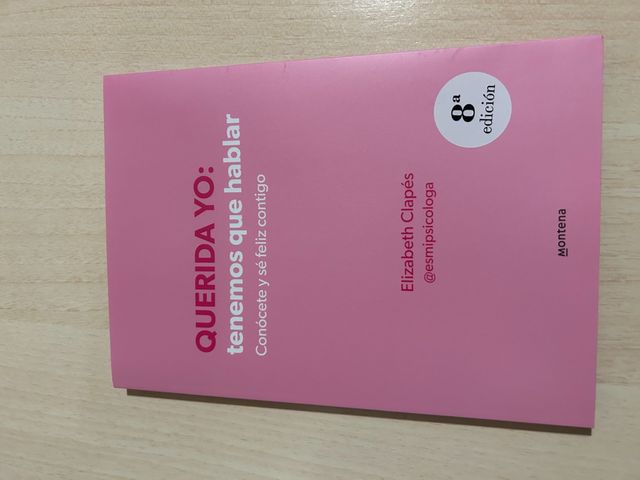 QUERIDA YO:
tenemos que hablar
Conócete y sé feliz contigo
Elizabeth Clapés
@esmipsicologa
8ª
edición
Montena